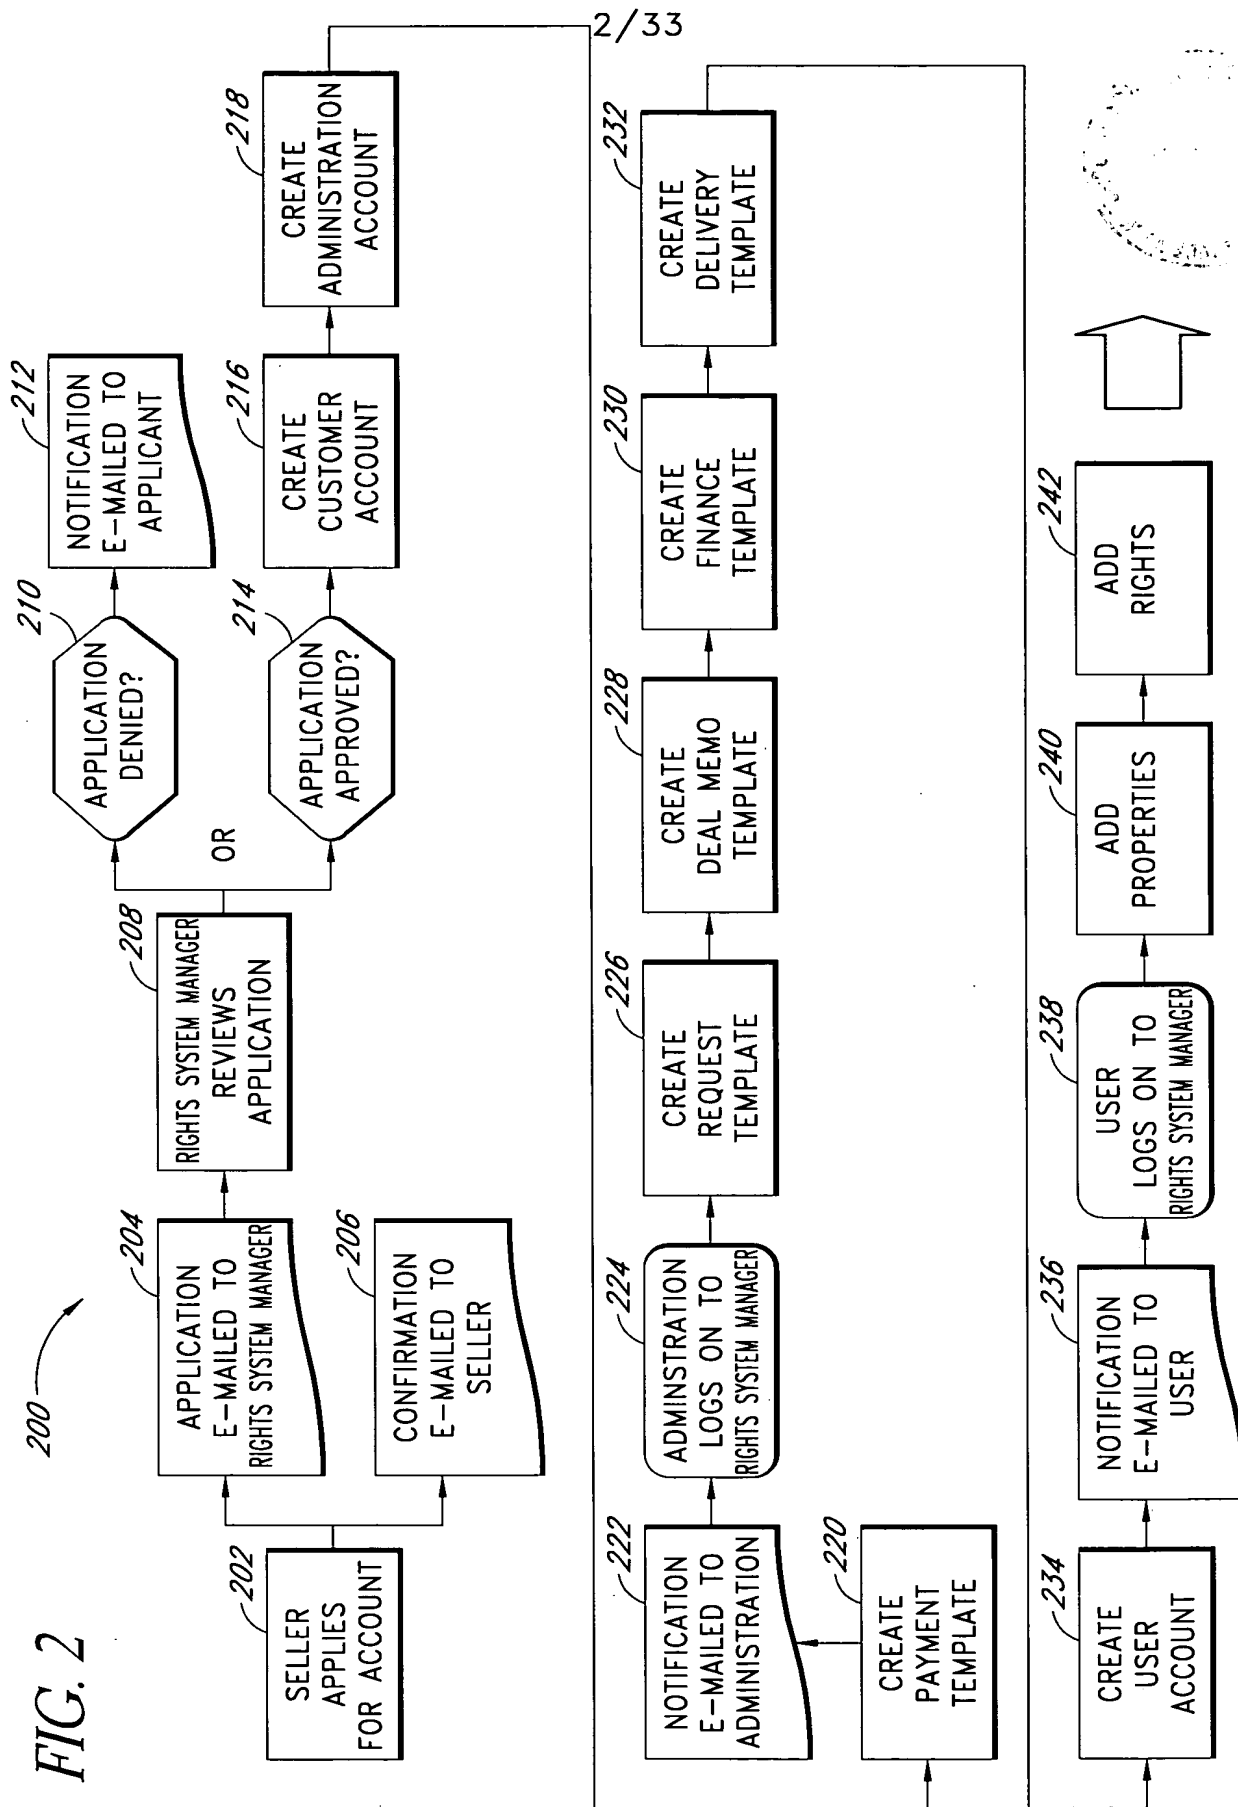 2/33
FIG. 2
200
202
SELLER
APPLIES
FOR ACCOUNT
204
APPLICATION
E-MAILED TO
RIGHTS SYSTEM MANAGER
206
CONFIRMATION
E-MAILED TO
SELLER
208
RIGHTS SYSTEM MANAGER
REVIEWS
APPLICATION
OR
210
APPLICATION
DENIED?
212
NOTIFICATION
E-MAILED TO
APPLICANT
214
APPLICATION
APPROVED?
216
CREATE
CUSTOMER
ACCOUNT
218
CREATE
ADMINISTRATION
ACCOUNT
220
CREATE
PAYMENT
TEMPLATE
222
NOTIFICATION
E-MAILED TO
ADMINISTRATION
224
ADMINSTRATION
LOGS ON TO
RIGHTS SYSTEM MANAGER
226
CREATE
REQUEST
TEMPLATE
228
CREATE
DEAL MEMO
TEMPLATE
230
CREATE
FINANCE
TEMPLATE
232
CREATE
DELIVERY
TEMPLATE
234
CREATE
USER
ACCOUNT
236
NOTIFICATION
E-MAILED TO
USER
238
USER
LOGS ON TO
RIGHTS SYSTEM MANAGER
240
ADD
PROPERTIES
242
ADD
RIGHTS